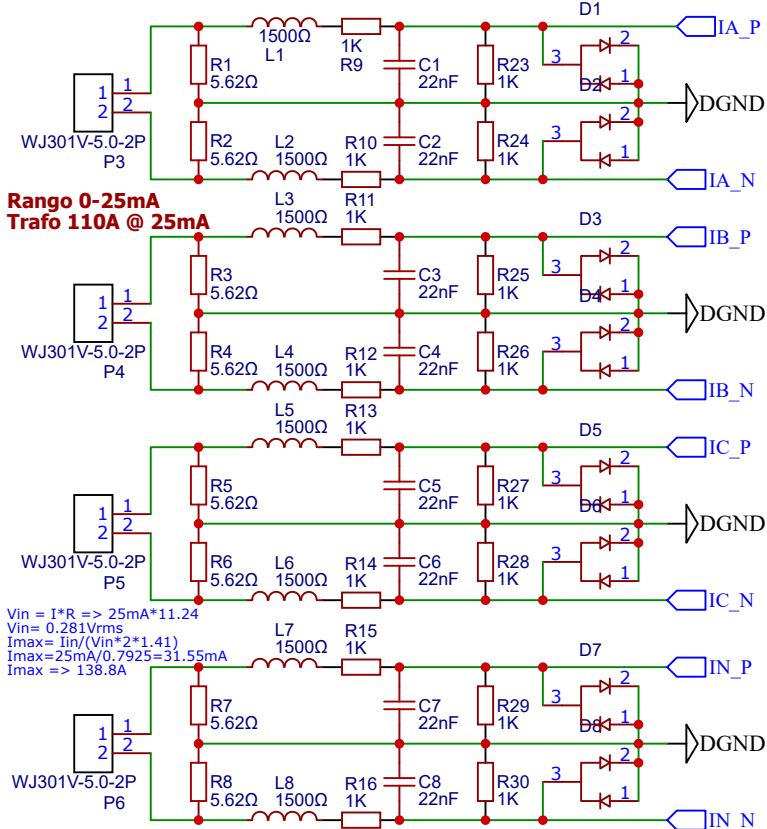 D1
IA_P
1500Ω
L1
1K
R9
R1
5.62Ω
C1
22nF
R23
1K
3
2
1
D2
1
2
1
2
WJ301V-5.0-2P
P3
DGND
R2
5.62Ω
L2
1500Ω
R10
1K
C2
22nF
R24
1K
3
2
1
IA_N
Rango 0-25mA
Trafo 110A @ 25mA
L3
1500Ω
R11
1K
D3
IB_P
R3
5.62Ω
C3
22nF
R25
1K
3
2
1
D4
1
2
1
2
WJ301V-5.0-2P
P4
DGND
R4
5.62Ω
L4
1500Ω
R12
1K
C4
22nF
R26
1K
3
2
1
IB_N
L5
1500Ω
R13
1K
D5
IC_P
R5
5.62Ω
C5
22nF
R27
1K
3
2
1
D6
1
2
1
2
WJ301V-5.0-2P
P5
DGND
R6
5.62Ω
L6
1500Ω
R14
1K
C6
22nF
R28
1K
3
2
1
IC_N
Vin = I*R => 25mA*11.24
Vin= 0.281Vrms
Imax= Iin/(Vin*2*1.41)
Imax=25mA/0.7925=31.55mA
Imax => 138.8A
L7
1500Ω
R15
1K
D7
IN_P
R7
5.62Ω
C7
22nF
R29
1K
3
2
1
D8
1
2
1
2
WJ301V-5.0-2P
P6
DGND
R8
5.62Ω
L8
1500Ω
R16
1K
C8
22nF
R30
1K
3
2
1
IN_N